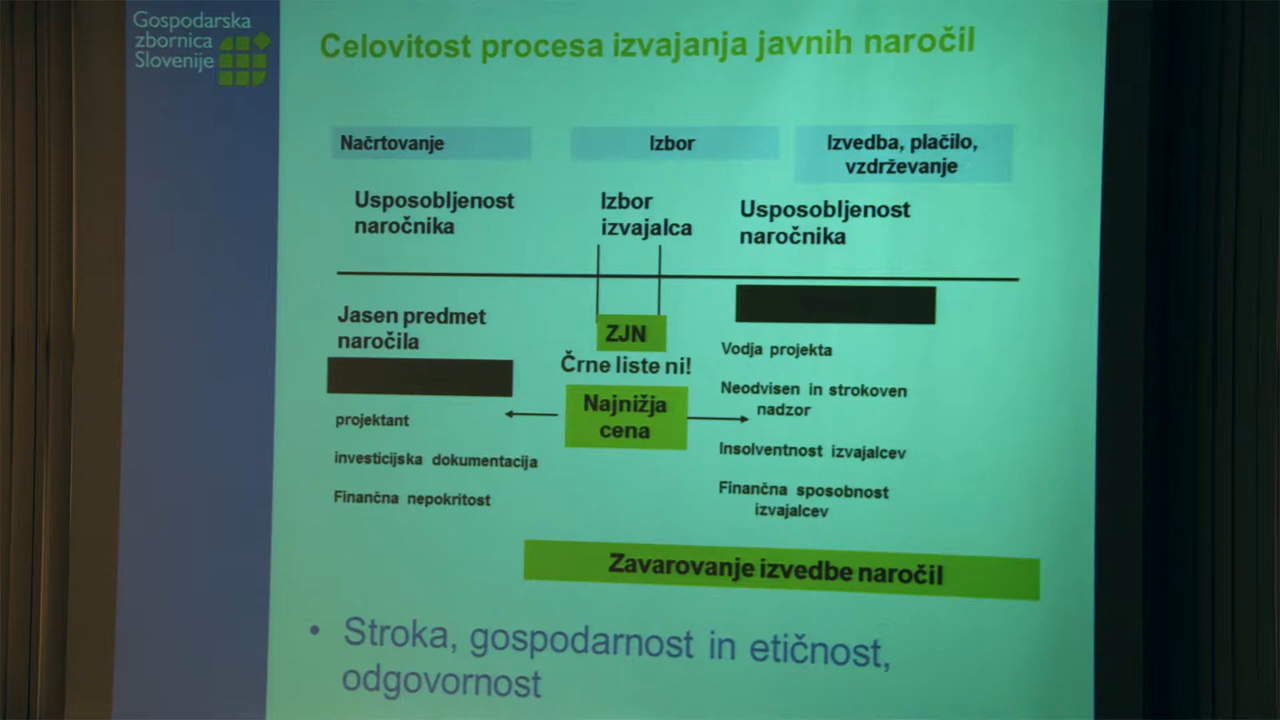 Gospodarska
zbornica
Slovenije
Celovitost procesa izvajanja javnih naročil
Načrtovanje
Izbor
Izvedba, plačilo,
vzdrževanje
Usposobljenost
naročnika
Izbor
izvajalca
Usposobljenost
naročnika
Jasen predmet
naročila
projektant
investicijska dokumentacija
Finančna nepokritost
ZJN
Črne liste ni!
Najnižja
cena
Vodja projekta
Neodvisen in strokoven
nadzor
Insolventnost izvajalcev
Finančna sposobnost
izvajalcev
Zavarovanje izvedbe naročil
• Stroka, gospodarnost in etičnost,
odgovornost